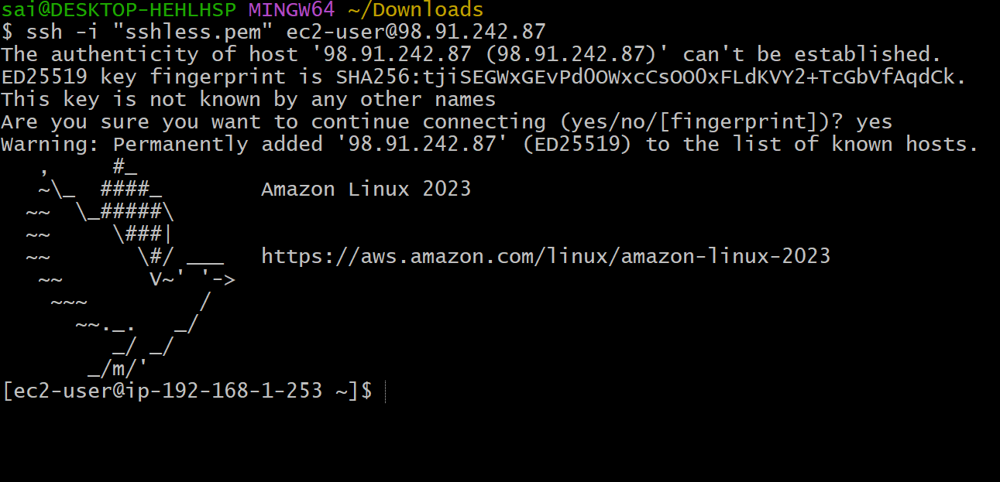 sai@DESKTOP-HEHLHSP MINGW64 ~/Downloads
$ ssh -i "sshless.pem" ec2-user@98.91.242.87
The authenticity of host '98.91.242.87 (98.91.242.87)' can't be established.
ED25519 key fingerprint is SHA256:tjiSEGWxGEvPdOOWxcCsOO0xFLdKVY2+TcGbVfAqdCk.
This key is not known by any other names
Are you sure you want to continue connecting (yes/no/[fingerprint])? yes
Warning: Permanently added '98.91.242.87' (ED25519) to the list of known hosts.
   ,     #_
   ~\_  ####_        Amazon Linux 2023
  ~~  \_#####\
  ~~     \###|
  ~~       \#/ ___   https://aws.amazon.com/linux/amazon-linux-2023
   ~~       V~' '->
    ~~~         /
      ~~._.   _/
         _/ _/
       _/m/'
[ec2-user@ip-192-168-1-253 ~]$